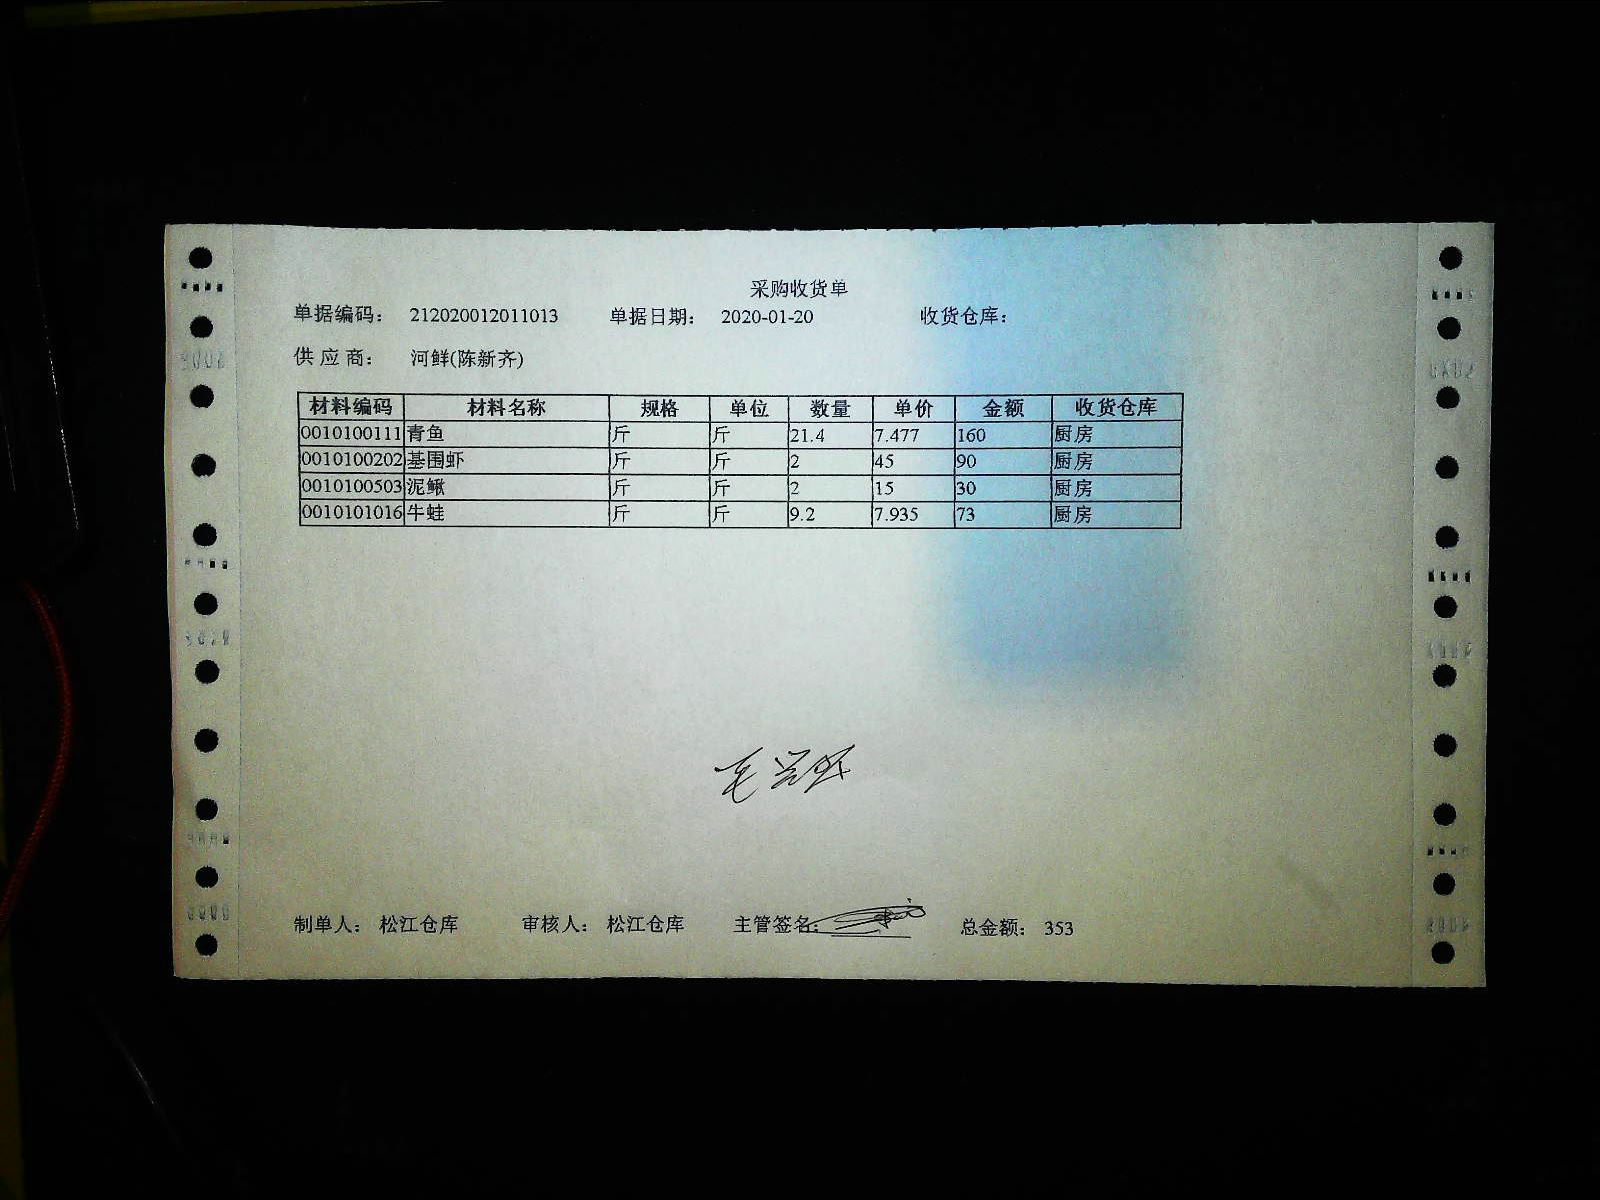 采购收货单
单据编码： 212020012011013 单据日期： 2020-01-20 收货仓库：
供 应 商： 河鲜(陈新齐)
材料编码 材料名称 规格 单位 数量 单价 金额 收货仓库
0010100111 青鱼 斤 斤 21.4 7.477 160 厨房
0010100202 基围虾 斤 斤 2 45 90 厨房
0010100503 泥鳅 斤 斤 2 15 30 厨房
0010101016 牛蛙 斤 斤 9.2 7.935 73 厨房
制单人： 松江仓库 审核人： 松江仓库 主管签名： 总金额： 353